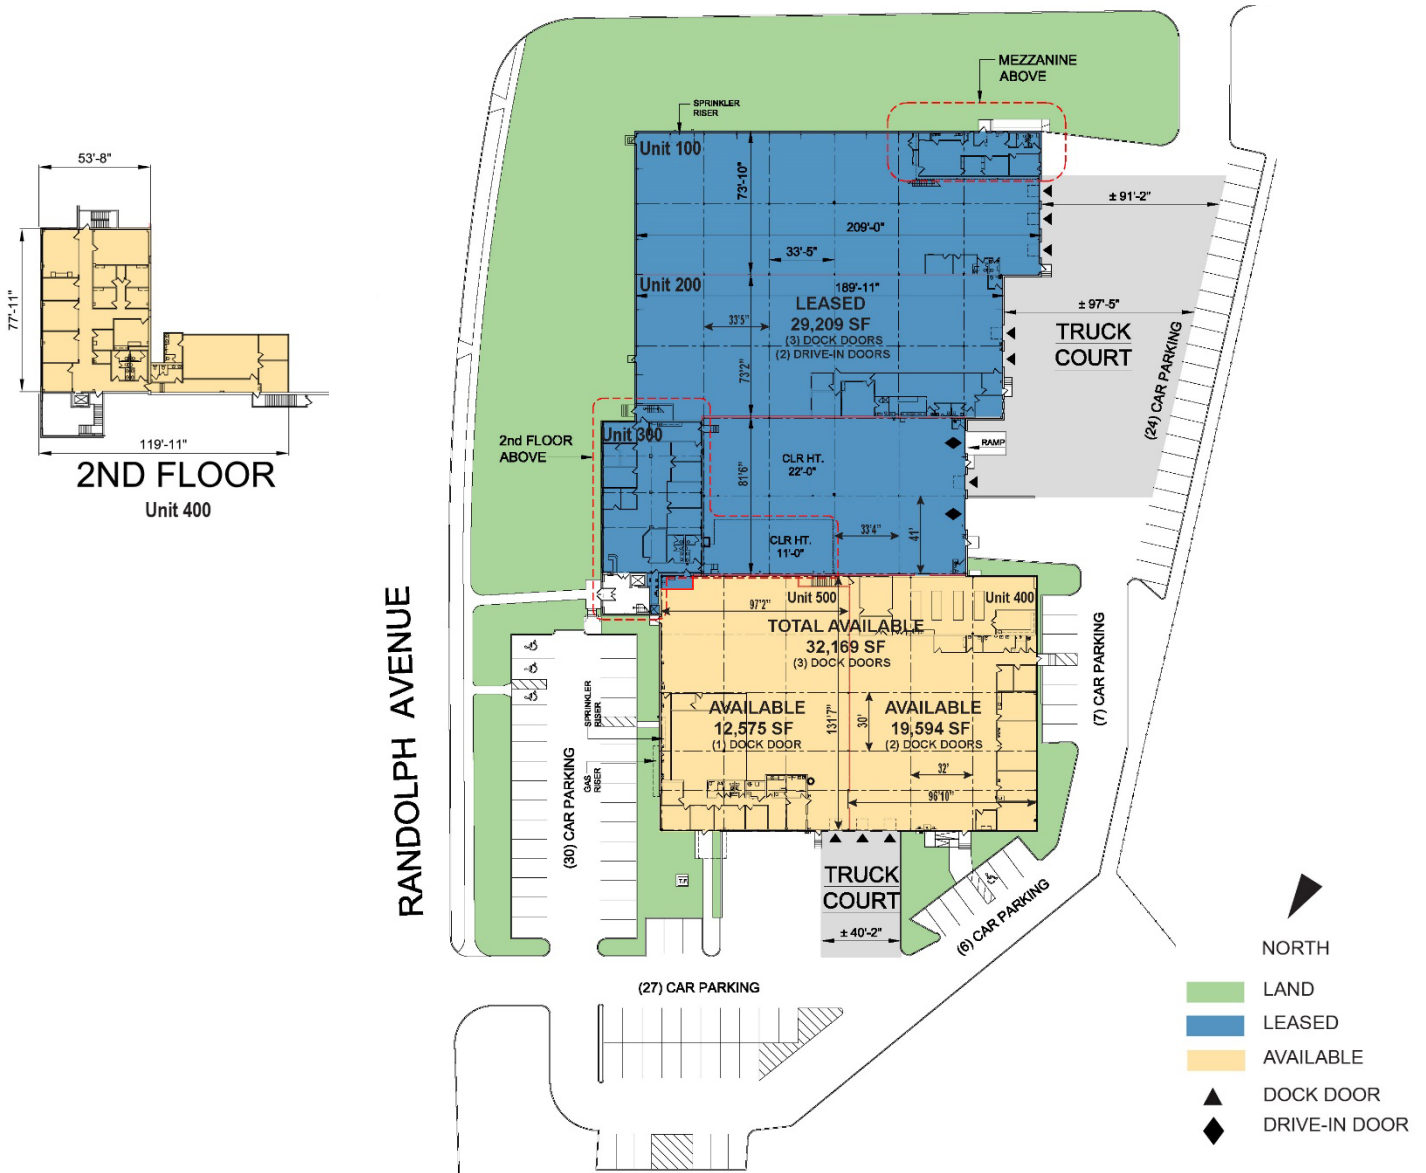 53'-8"
77'-11"
119'-11"
2ND FLOOR
Unit 400
MEZZANINE
ABOVE
SPRINKLER
RISER
Unit 100
73'-10"
± 91'-2"
209'-0"
33'-5"
Unit 200
189'-11"
LEASED
29,209 SF
(3) DOCK DOORS
(2) DRIVE-IN DOORS
33'5"
73'2"
± 97'-5"
TRUCK
COURT
(24) CAR PARKING
2nd FLOOR
ABOVE
Unit 300
CLR HT.
22'-0"
81'6"
RAMP
33'4"
41'
CLR HT.
11'-0"
RANDOLPH AVENUE
97'2"
Unit 500
Unit 400
TOTAL AVAILABLE
32,169 SF
(3) DOCK DOORS
(7) CAR PARKING
SPRINKLER
RISER
AVAILABLE
12,575 SF
(1) DOCK DOOR
131'7"
30'
AVAILABLE
19,594 SF
(2) DOCK DOORS
32'
GAS
RISER
96'10"
(30) CAR PARKING
T.F.
TRUCK
COURT
± 40'-2"
(6) CAR PARKING
(27) CAR PARKING
NORTH
LAND
LEASED
AVAILABLE
DOCK DOOR
DRIVE-IN DOOR